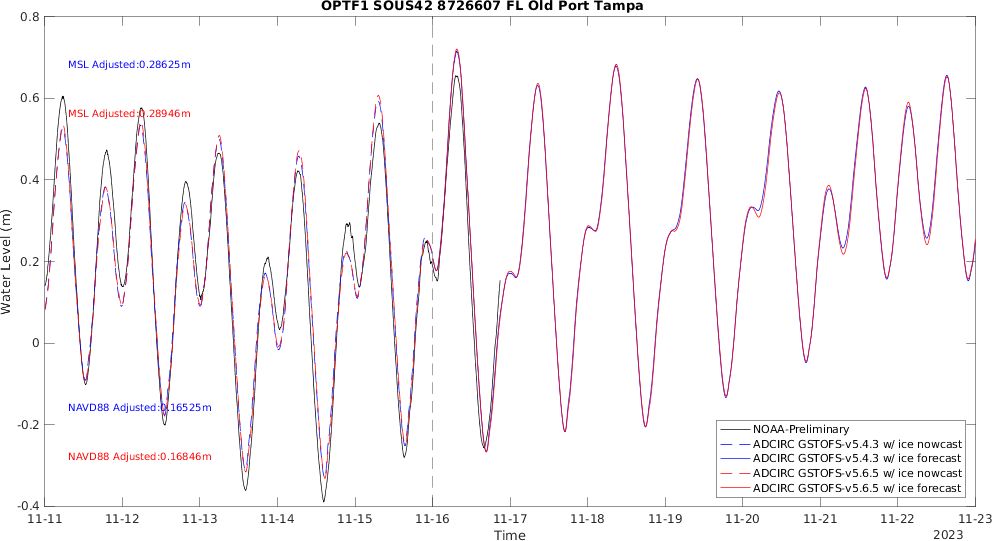 OPTF1 SOUS42 8726607 FL Old Port Tampa
Water Level (m)
0.8
0.6
0.4
0.2
0
-0.2
-0.4
MSL Adjusted:0.28625m
MSL Adjusted:0.28946m
NAVD88 Adjusted:0.16525m
NAVD88 Adjusted:0.16846m
NOAA-Preliminary
ADCIRC GSTOFS-v5.4.3 w/ ice nowcast
ADCIRC GSTOFS-v5.4.3 w/ ice forecast
ADCIRC GSTOFS-v5.6.5 w/ ice nowcast
ADCIRC GSTOFS-v5.6.5 w/ ice forecast
11-11 11-12 11-13 11-14 11-15 11-16 11-17 11-18 11-19 11-20 11-21 11-22 11-23
Time
2023